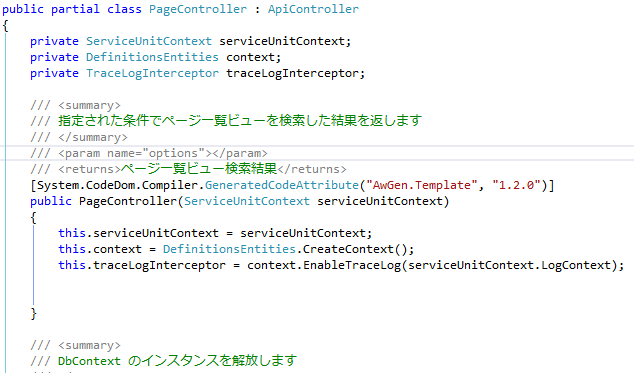 public partial class PageController : ApiController
{
private ServiceUnitContext serviceUnitContext;
private DefinitionsEntities context;
private TraceLogInterceptor traceLogInterceptor;
/// <summary>
/// 指定された条件でページ一覧ビューを検索した結果を返します
/// </summary>
/// <param name="options"></param>
/// <returns>ページ一覧ビュー検索結果</returns>
[System.CodeDom.Compiler.GeneratedCodeAttribute("AwGen.Template", "1.2.0")]
public PageController(ServiceUnitContext serviceUnitContext)
{
this.serviceUnitContext = serviceUnitContext;
this.context = DefinitionsEntities.CreateContext();
this.traceLogInterceptor = context.EnableTraceLog(serviceUnitContext.LogContext);
}
/// <summary>
/// DbContext のインスタンスを解放します